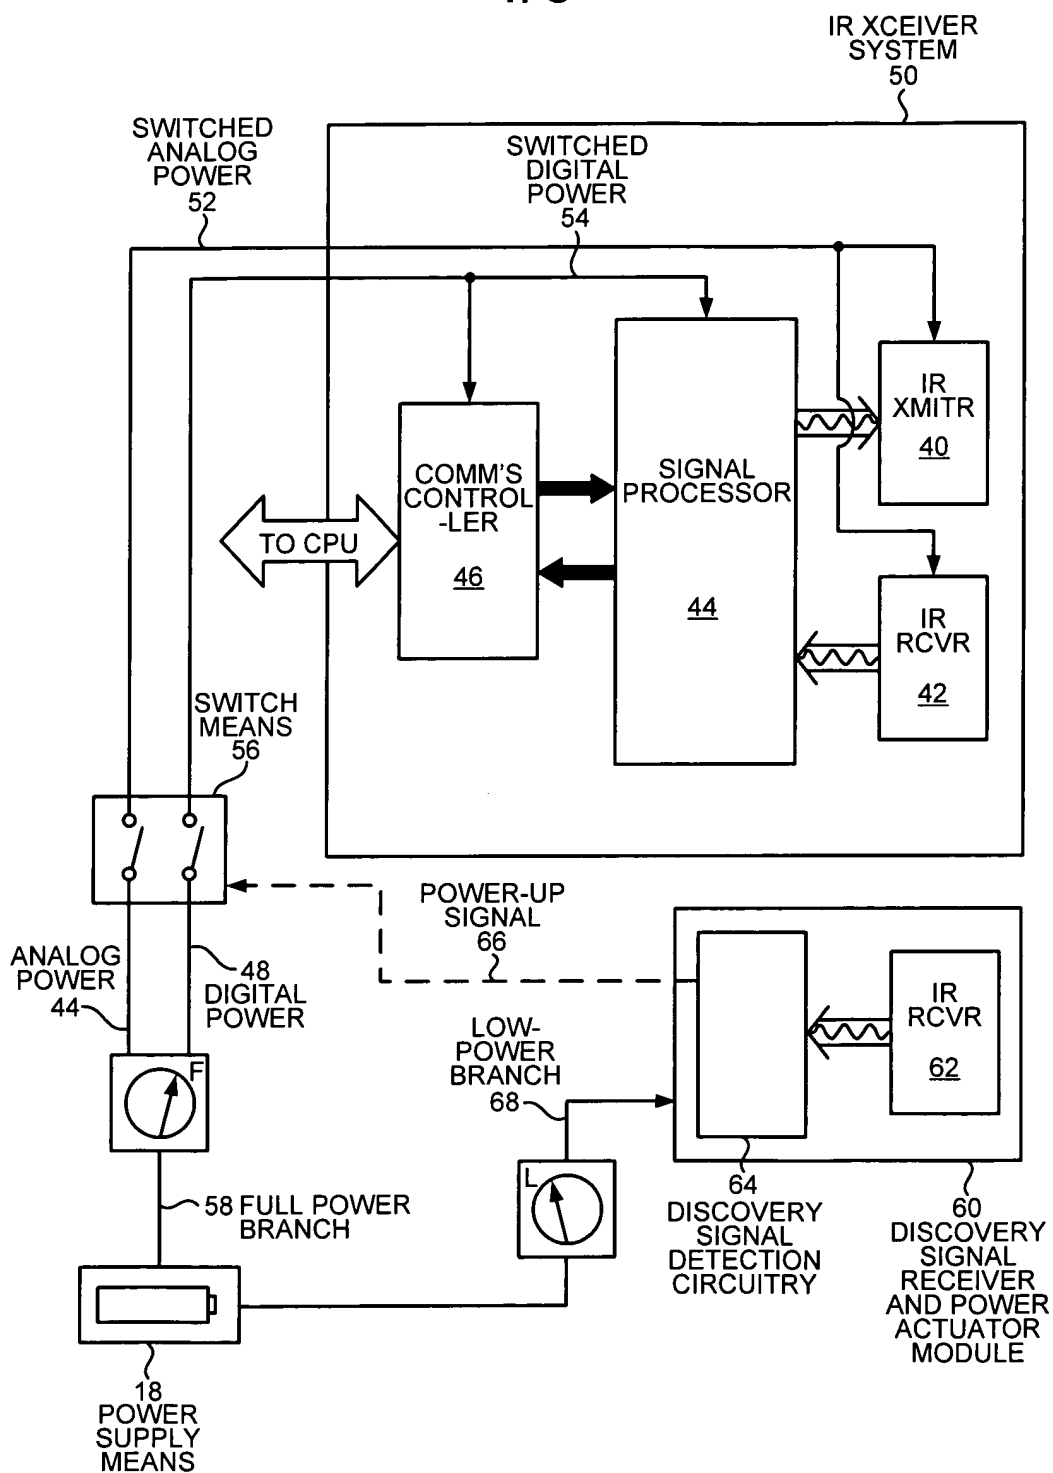 IR XCEIVER
SYSTEM
50
SWITCHED
ANALOG
POWER
52
SWITCHED
DIGITAL
POWER
54
IR
XMITR
40
COMM'S
CONTROL
-LER
46
SIGNAL
PROCESSOR
44
TO CPU
IR
RCVR
42
SWITCH
MEANS
56
POWER-UP
SIGNAL
66
ANALOG
POWER
44
48
DIGITAL
POWER
IR
RCVR
62
LOW-
POWER
BRANCH
68
F
L
58 FULL POWER
BRANCH
64
DISCOVERY
SIGNAL
DETECTION
CIRCUITRY
60
DISCOVERY
SIGNAL
RECEIVER
AND POWER
ACTUATOR
MODULE
18
POWER
SUPPLY
MEANS